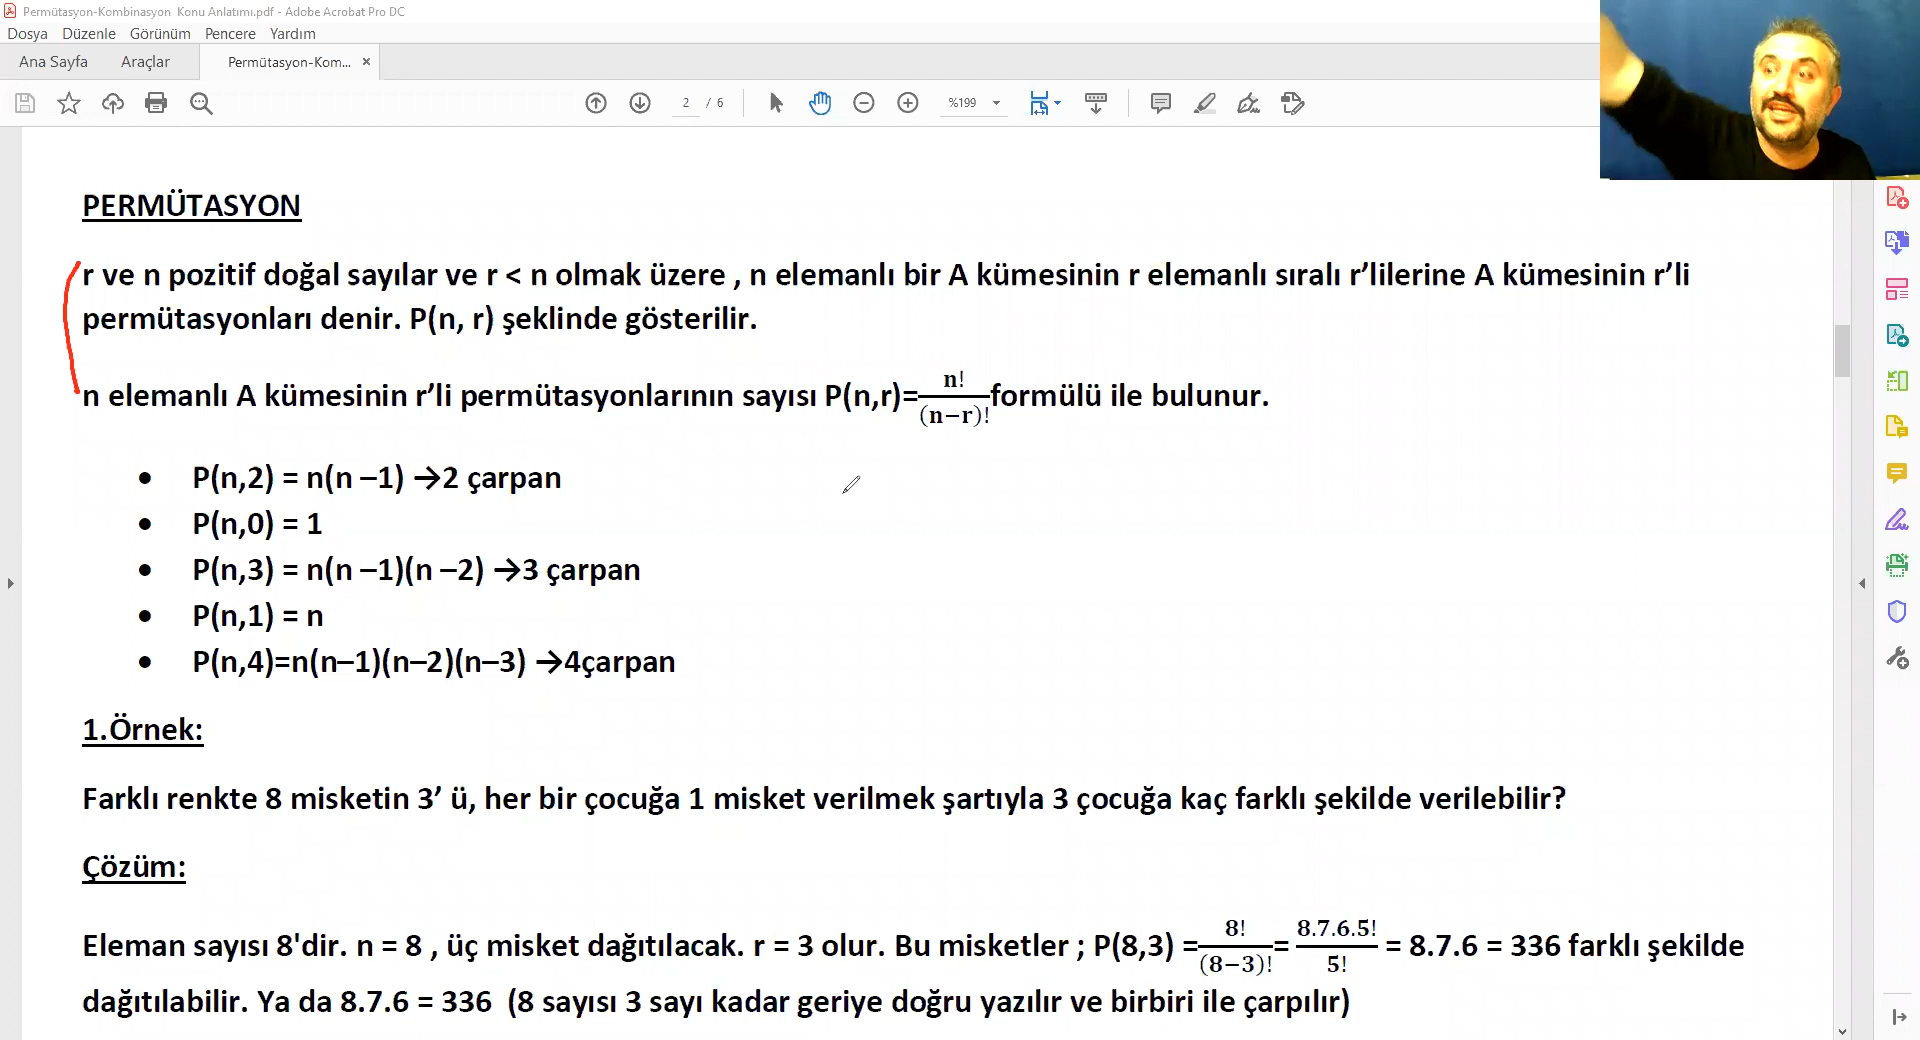 Permütasyon-Kombinasyon  Konu Anlatımı.pdf - Adobe Acrobat Pro DC
Dosya Düzenle Görünüm Pencere Yardım
Ana Sayfa Araçlar Permütasyon-Kom... ×
2 / 6 %199
PERMÜTASYON
r ve n pozitif doğal sayılar ve r < n olmak üzere , n elemanlı bir A kümesinin r elemanlı sıralı r’lilerine A kümesinin r’li
permütasyonları denir. P(n, r) şeklinde gösterilir.
n elemanlı A kümesinin r’li permütasyonlarının sayısı P(n,r)=n!/(n−r)! formülü ile bulunur.
• P(n,2) = n(n –1) →2 çarpan
• P(n,0) = 1
• P(n,3) = n(n –1)(n –2) →3 çarpan
• P(n,1) = n
• P(n,4)=n(n–1)(n–2)(n–3) →4çarpan
1.Örnek:
Farklı renkte 8 misketin 3’ ü, her bir çocuğa 1 misket verilmek şartıyla 3 çocuğa kaç farklı şekilde verilebilir?
Çözüm:
Eleman sayısı 8'dir. n = 8 , üç misket dağıtılacak. r = 3 olur. Bu misketler ; P(8,3) =8!/(8−3)!= 8.7.6.5!/5! = 8.7.6 = 336 farklı şekilde
dağıtılabilir. Ya da 8.7.6 = 336  (8 sayısı 3 sayı kadar geriye doğru yazılır ve birbiri ile çarpılır)